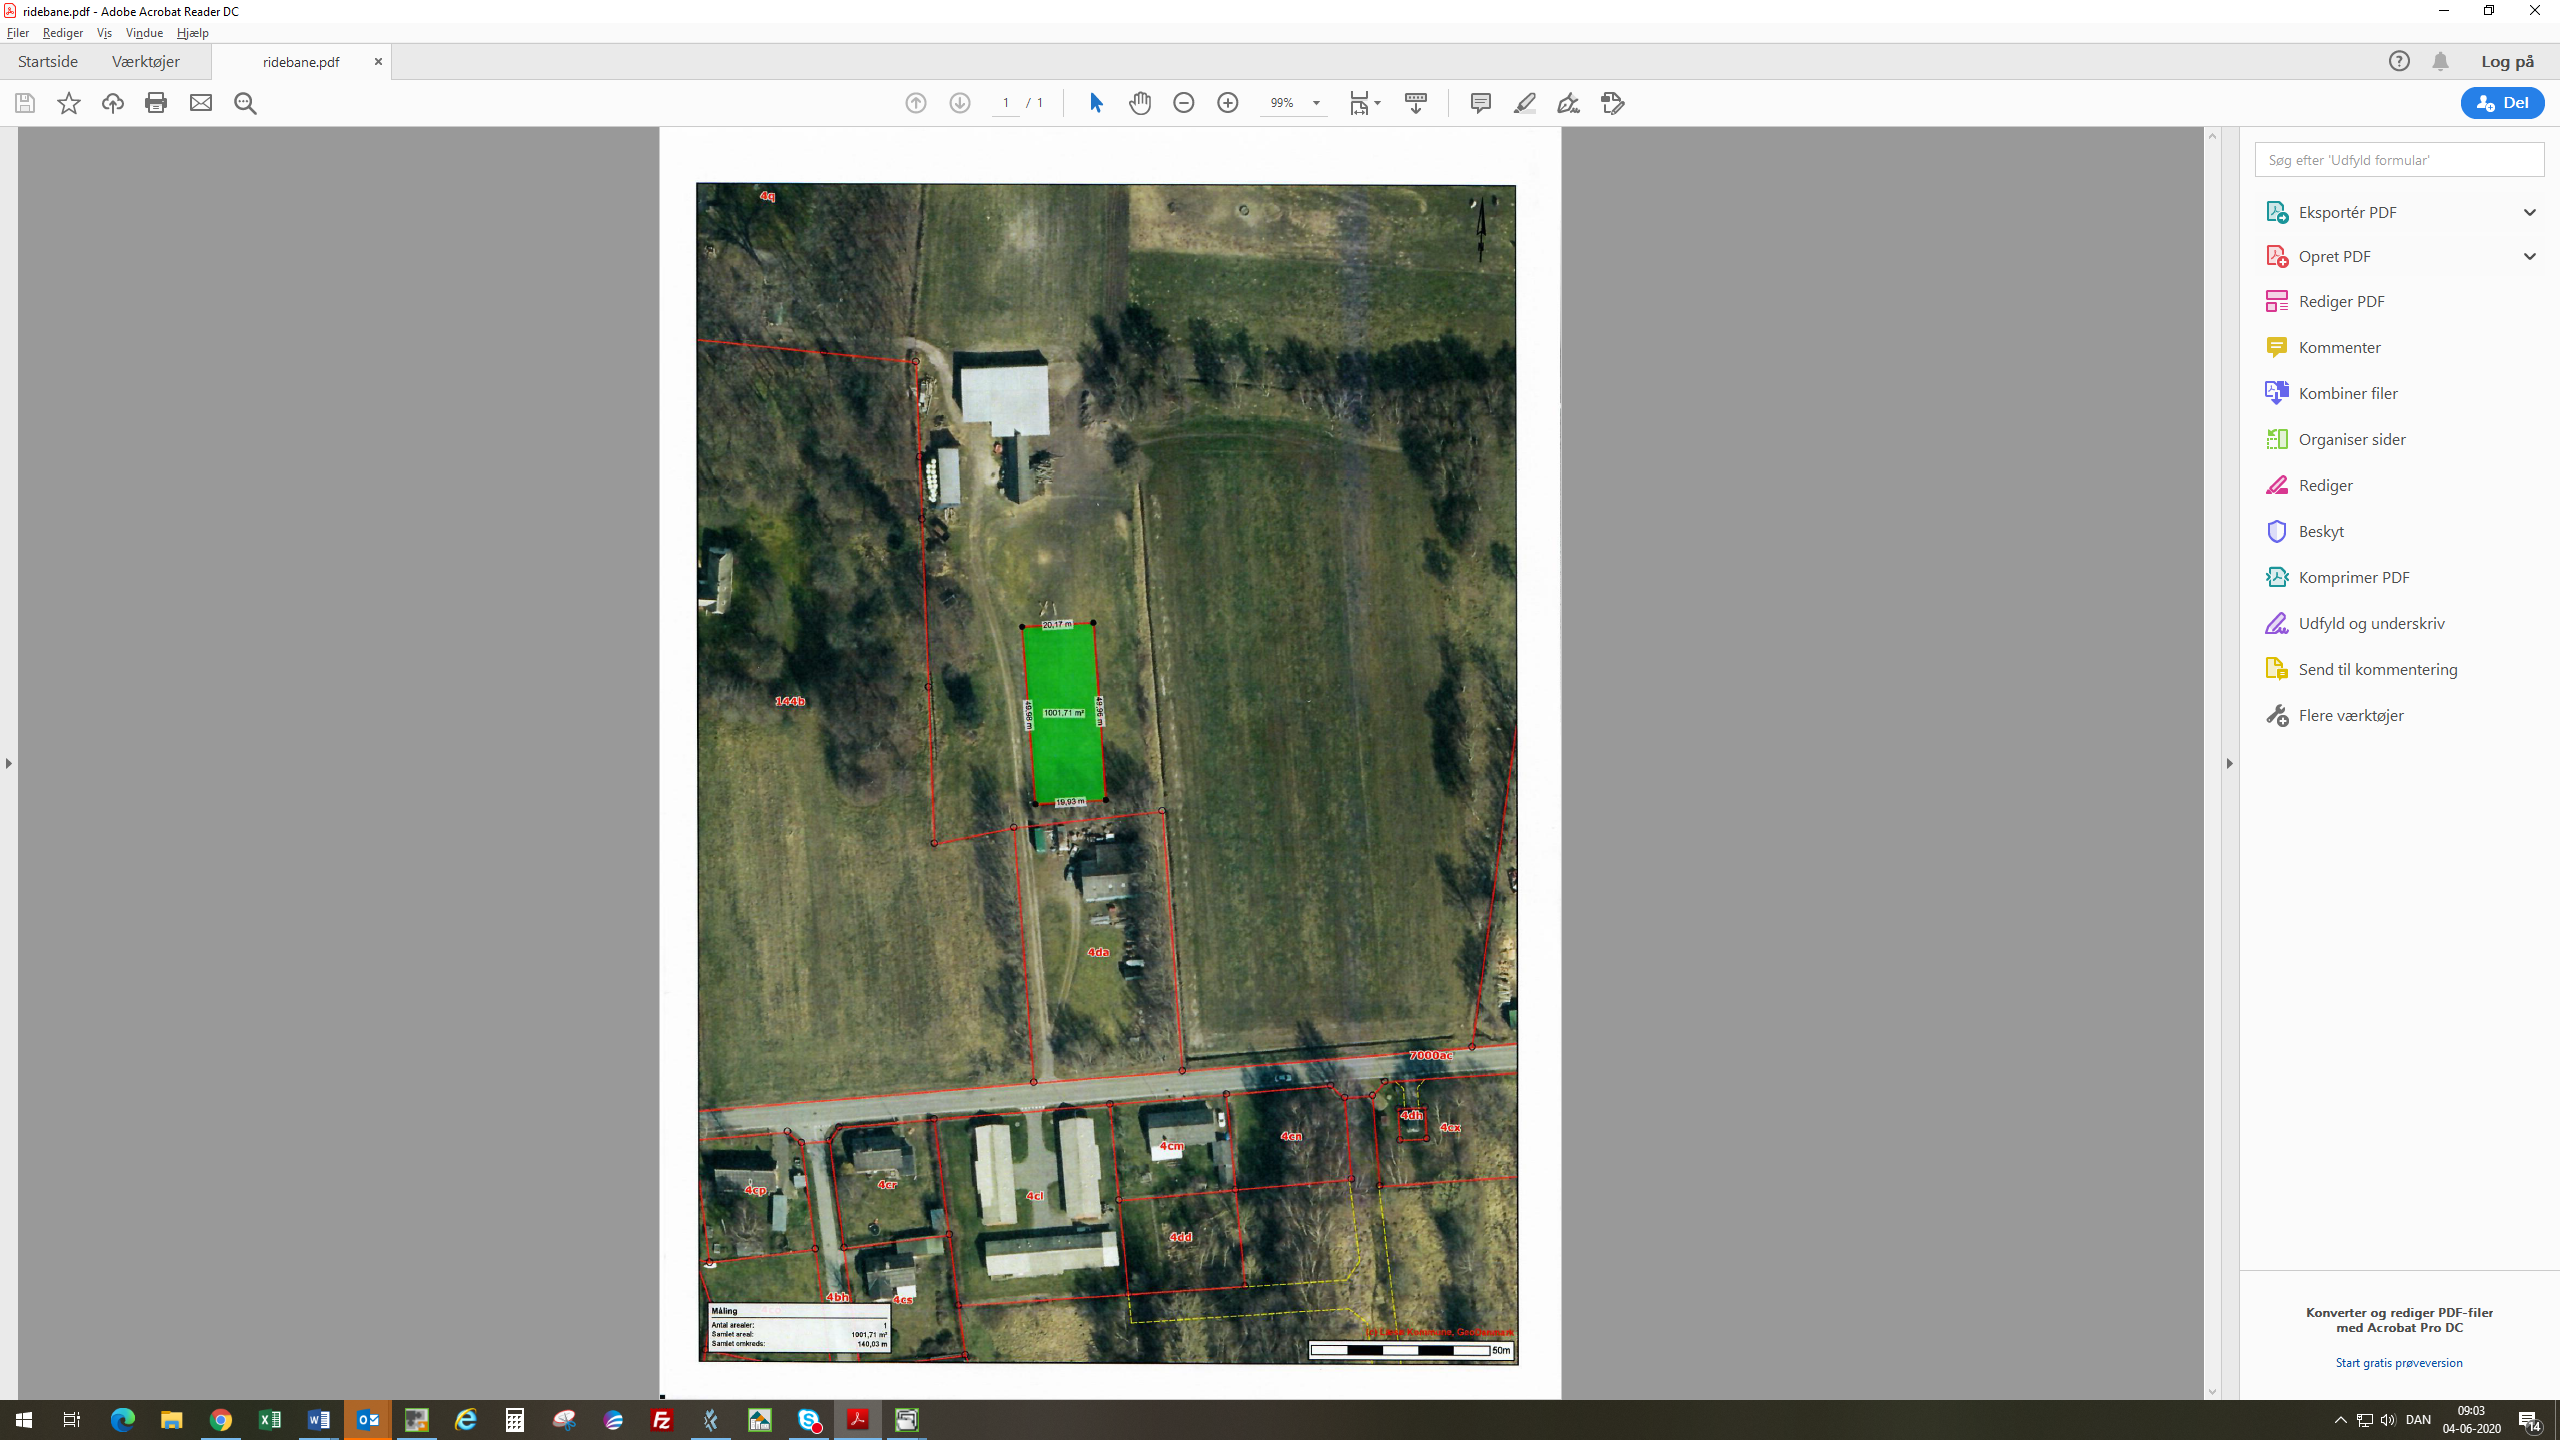 ridebane.pdf - Adobe Acrobat Reader DC
Filer Rediger Vis Vindue Hjælp
Startside Værktøjer ridebane.pdf Log på
1 / 1 99% Del
Søg efter 'Udfyld formular'
Eksportér PDF
Opret PDF
Rediger PDF
Kommenter
Kombiner filer
Organiser sider
Rediger
Beskyt
Komprimer PDF
Udfyld og underskriv
Send til kommentering
Flere værktøjer
4q
20,17 m
144b
49,98 m
1001,71 m²
49,96 m
19,93 m
4da
7000ac
4dh
4cx
4cn
4cm
4cp
4cr
4cl
4dd
4bh
4cs
Måling
Antal arealer: 1
Samlet areal: 1001,71 m²
Samlet omkreds: 140,03 m
Kommune, GeoDanmark
50m
Konverter og rediger PDF-filer
med Acrobat Pro DC
Start gratis prøveversion
DAN
09:03
04-06-2020
14